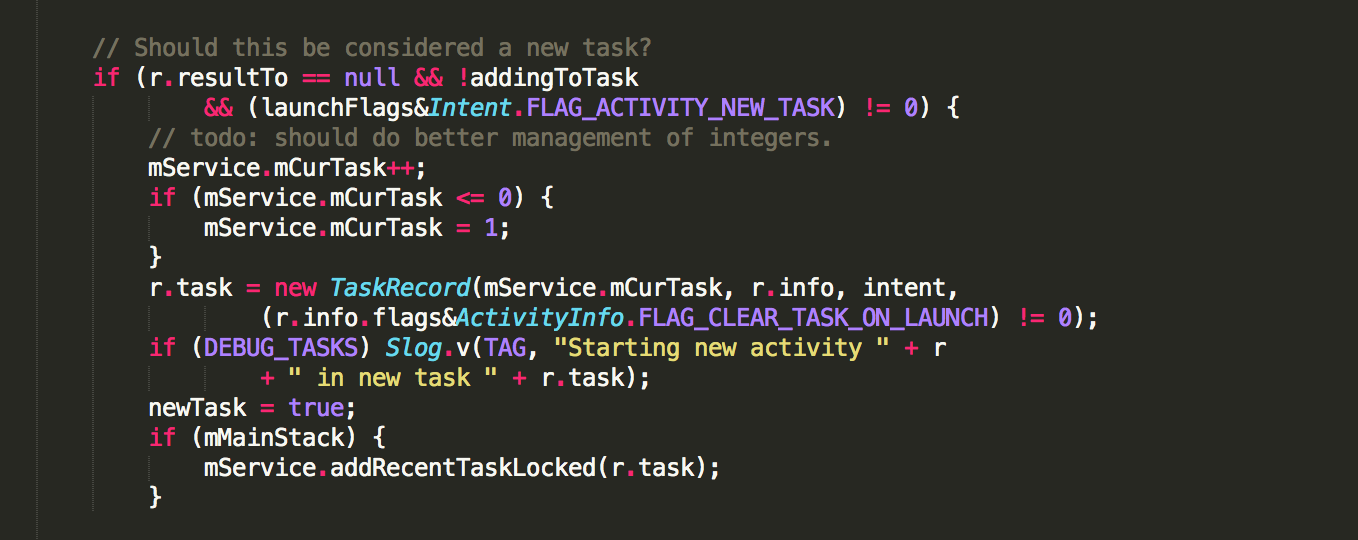 // Should this be considered a new task?
if (r.resultTo == null && !addingToTask
&& (launchFlags&Intent.FLAG_ACTIVITY_NEW_TASK) != 0) {
// todo: should do better management of integers.
mService.mCurTask++;
if (mService.mCurTask <= 0) {
mService.mCurTask = 1;
}
r.task = new TaskRecord(mService.mCurTask, r.info, intent,
(r.info.flags&ActivityInfo.FLAG_CLEAR_TASK_ON_LAUNCH) != 0);
if (DEBUG_TASKS) Slog.v(TAG, "Starting new activity " + r
+ " in new task " + r.task);
newTask = true;
if (mMainStack) {
mService.addRecentTaskLocked(r.task);
}